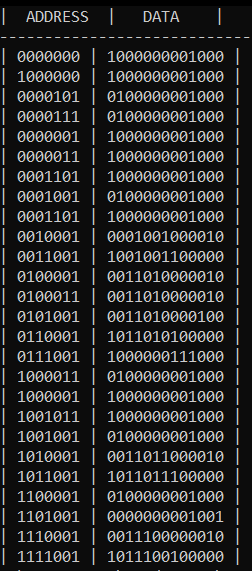 |  ADDRESS  |   DATA    |
--------------------------
| 0000000 | 1000000001000 |
| 1000000 | 1000000001000 |
| 0000101 | 0100000001000 |
| 0000111 | 0100000001000 |
| 0000001 | 1000000001000 |
| 0000011 | 1000000001000 |
| 0001101 | 1000000001000 |
| 0001001 | 0100000001000 |
| 0001101 | 1000000001000 |
| 0010001 | 0001001000010 |
| 0011001 | 1001001100000 |
| 0100001 | 0011010000010 |
| 0100011 | 0011010000010 |
| 0101001 | 0011010000100 |
| 0110001 | 1011010100000 |
| 0111001 | 1000000111000 |
| 1000011 | 0100000001000 |
| 1000001 | 1000000001000 |
| 1001011 | 1000000001000 |
| 1001001 | 0100000001000 |
| 1010001 | 0011011000010 |
| 1011001 | 1011011100000 |
| 1100001 | 0100000001000 |
| 1101001 | 0000000001001 |
| 1110001 | 0011100000010 |
| 1111001 | 1011100100000 |